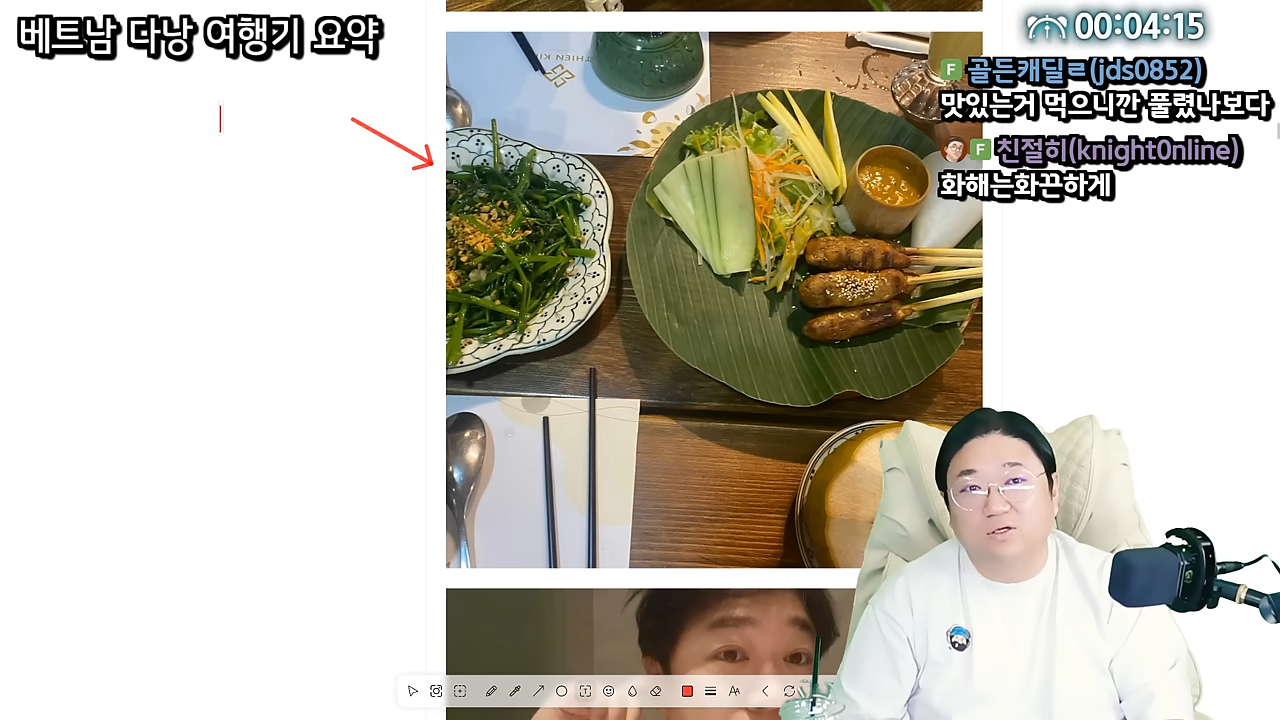 베트남 다낭 여행기 요약
00:04:15
F 골든캐딜ㄹ(jds0852)
맛있는거 먹으니깐 풀렸나보다
F 친절히(knight0nline)
화해는화끈하게
THIEN KI